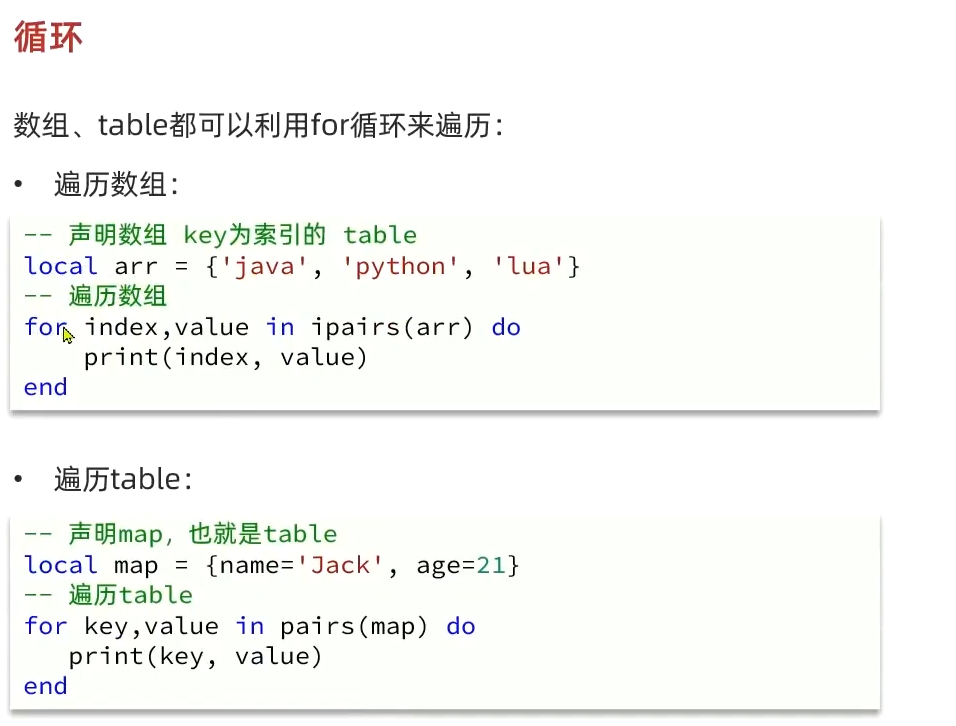 循环
数组、table都可以利用for循环来遍历：
• 遍历数组：
-- 声明数组 key为索引的 table
local arr = {'java', 'python', 'lua'}
-- 遍历数组
for index,value in ipairs(arr) do
    print(index, value)
end
• 遍历table：
-- 声明map，也就是table
local map = {name='Jack', age=21}
-- 遍历table
for key,value in pairs(map) do
   print(key, value)
end